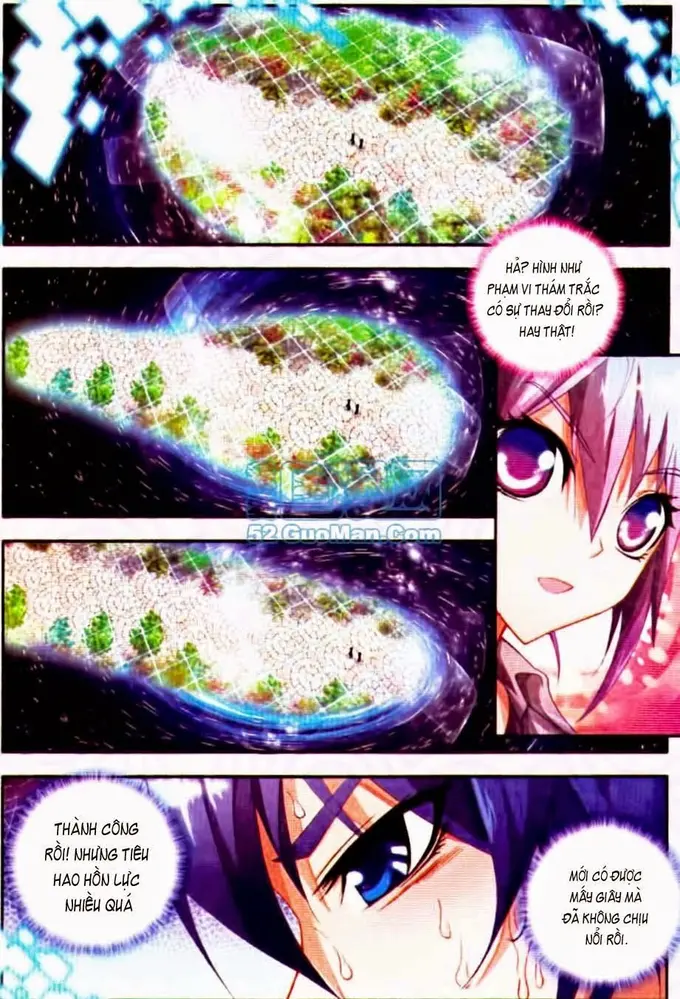 HẢ? HÌNH NHƯ
PHẠM VI THÁM TRẮC
CÓ SỰ THAY ĐỔI RỒI?
HAY THẬT!
52GuoMan.Com
THÀNH CÔNG
RỒI! NHƯNG TIÊU
HAO HỒN LỰC
NHIỀU QUÁ
MỚI CÓ ĐƯỢC
MẤY GIÂY MÀ
ĐÃ KHÔNG CHỊU
NỔI RỒI.